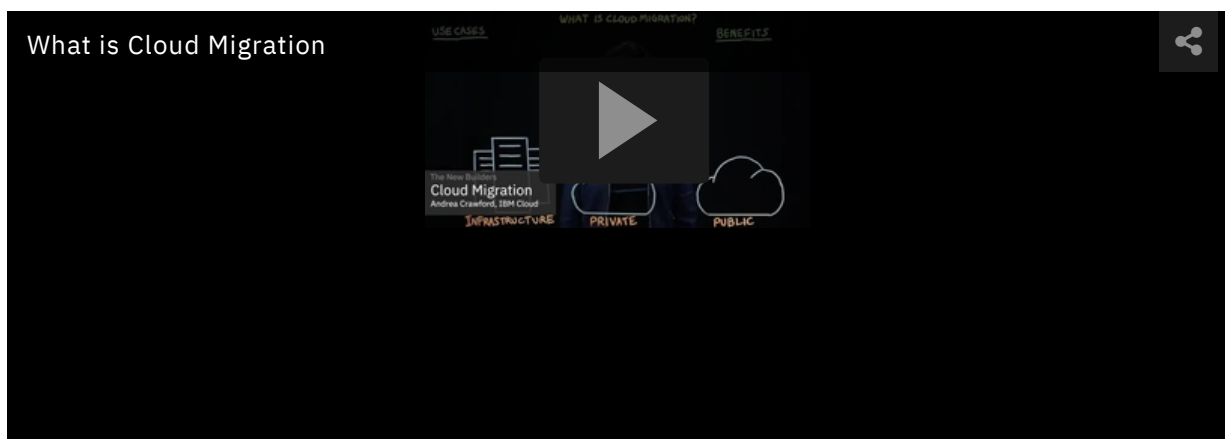 What is Cloud Migration
WHAT IS CLOUD MIGRATION?
USE CASES
BENEFITS
The New Builders
Cloud Migration
Andrea Crawford, IBM Cloud
INFRASTRUCTURE
PRIVATE
PUBLIC